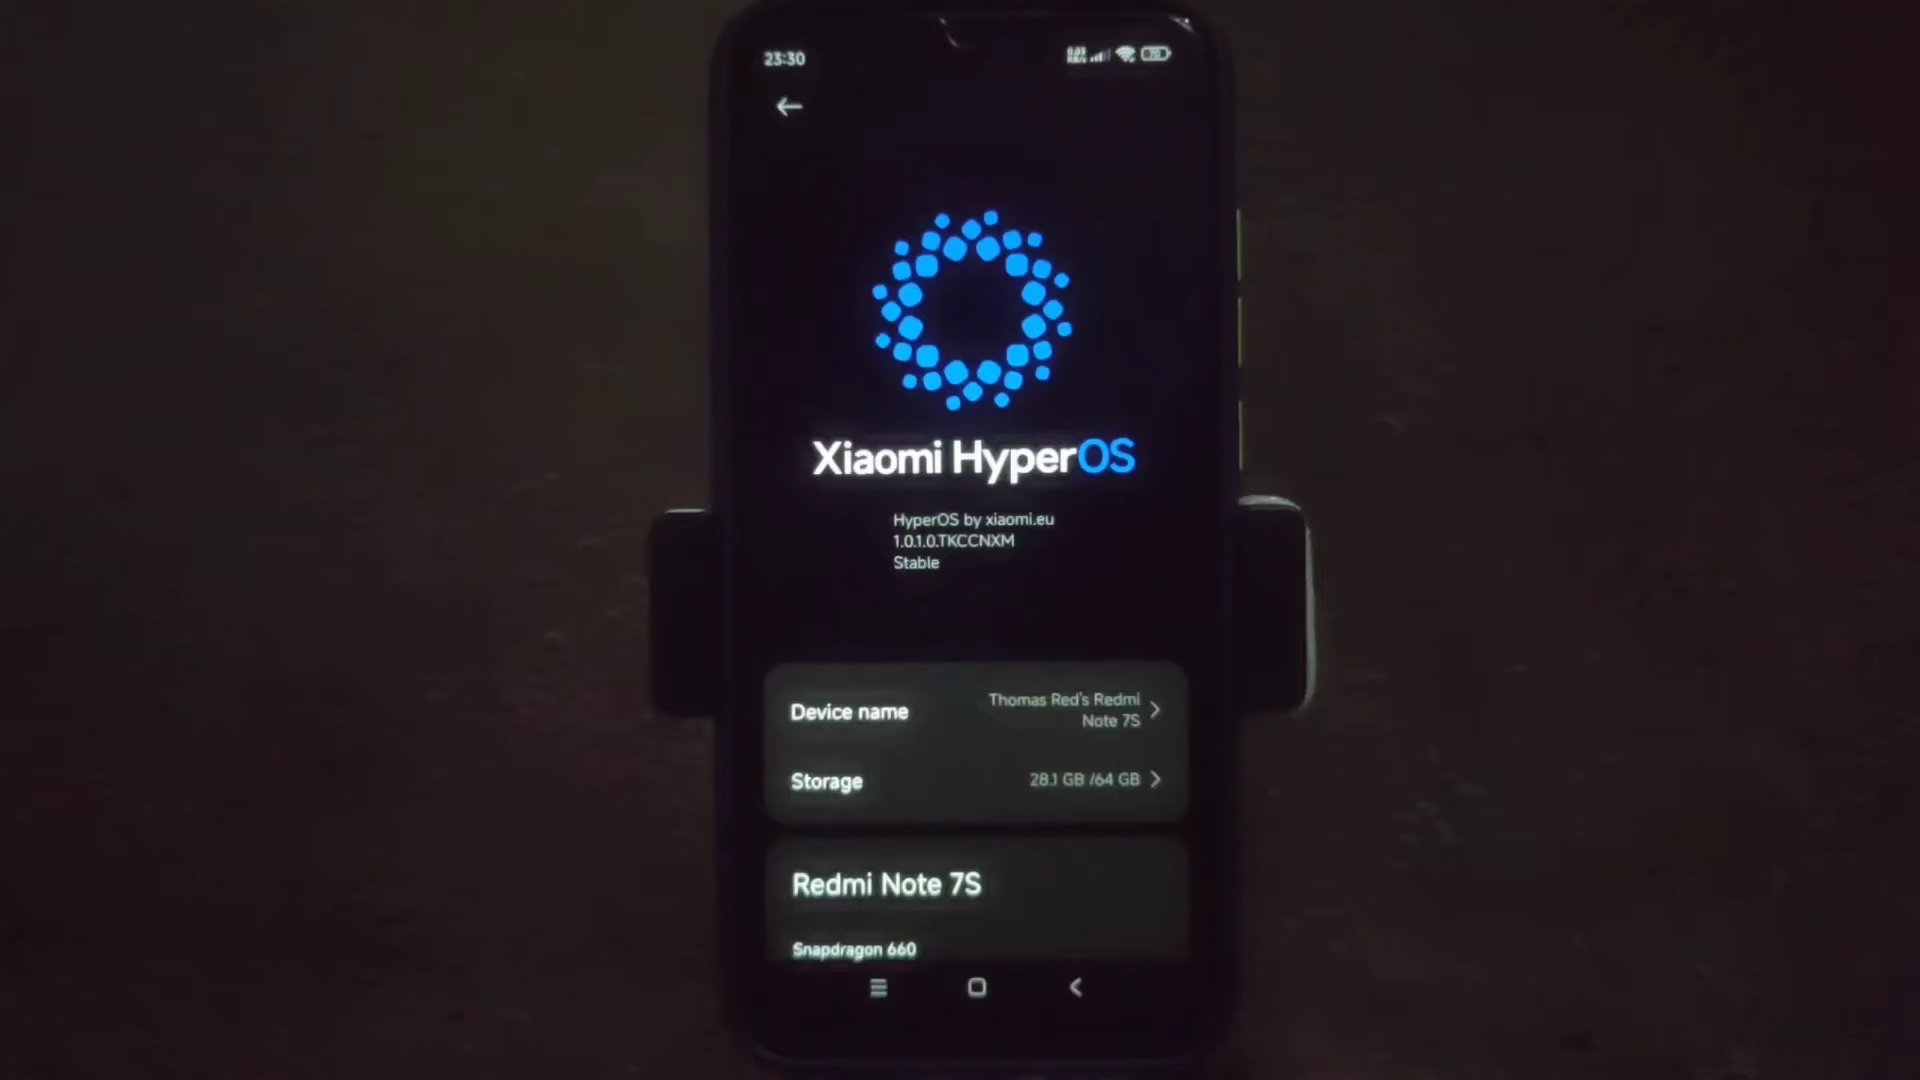 23:30
70
Xiaomi HyperOS
HyperOS by xiaomi.eu
1.0.1.0.TKCCNXM
Stable
Device name
Thomas Red's Redmi
Note 7S
Storage
28.1 GB /64 GB
Redmi Note 7S
Snapdragon 660